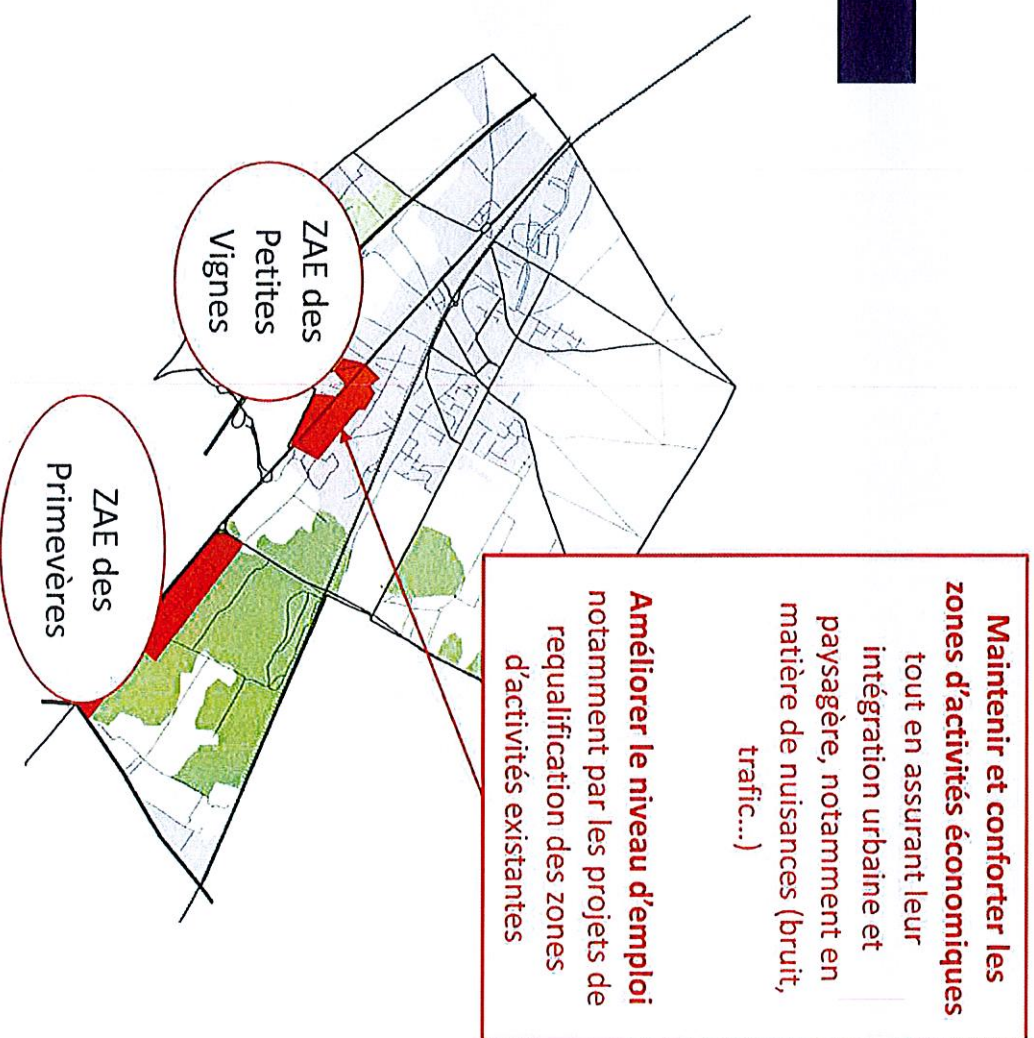 Maintenir et conforter les
zones d'activités économiques
tout en assurant leur
intégration urbaine et
paysagère, notamment en
matière de nuisances (bruit,
trafic...)
Améliorer le niveau d'emploi
notamment par les projets de
requalification des zones
d'activités existantes
ZAE des
Petites
Vignes
ZAE des
Primevères